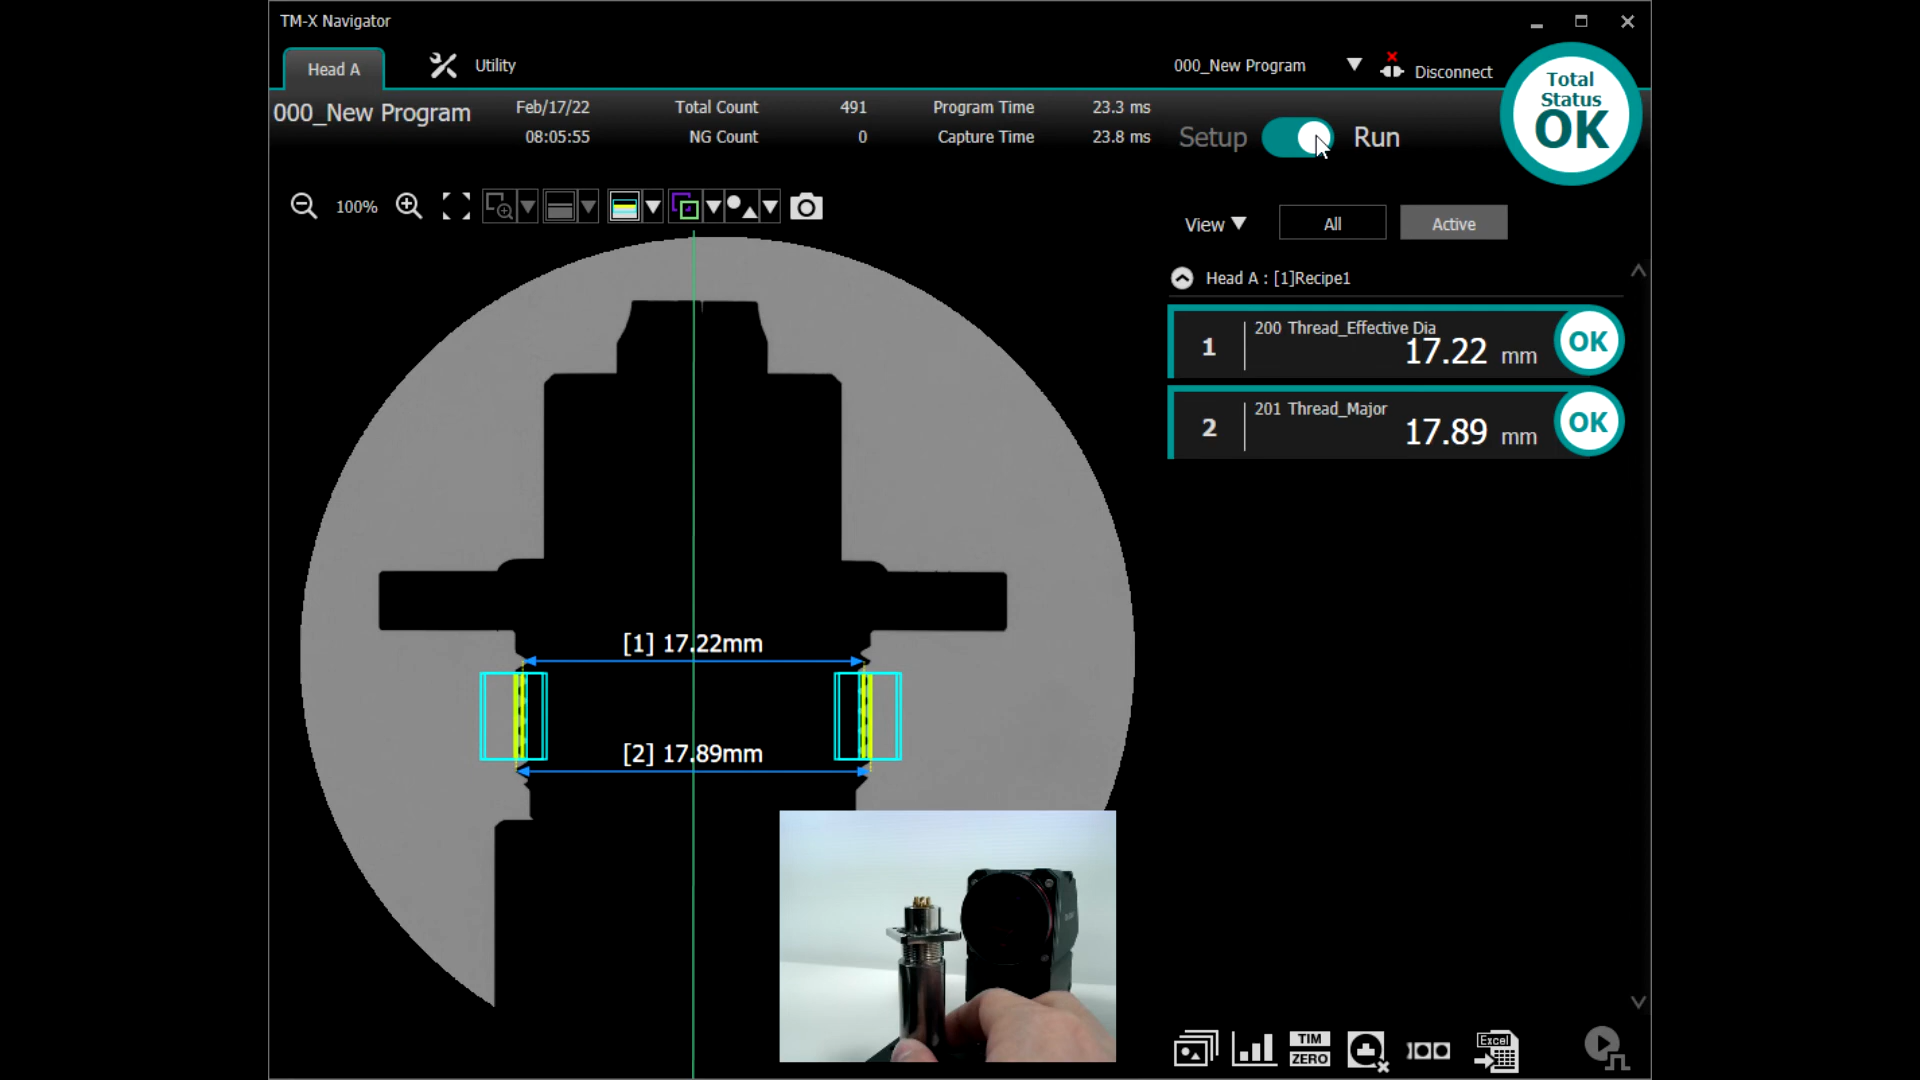 TM-X Navigator
Head A
Utility
000_New Program
Disconnect
Total
Status
OK
000_New Program
Feb/17/22
Total Count
491
Program Time
23.3 ms
08:05:55
NG Count
0
Capture Time
23.8 ms
Setup
Run
100%
View
All
Active
Head A : [1]Recipe1
1
200 Thread_Effective Dia
17.22 mm
OK
2
201 Thread_Major
17.89 mm
OK
[1] 17.22mm
[2] 17.89mm
TIM
ZERO
Excel